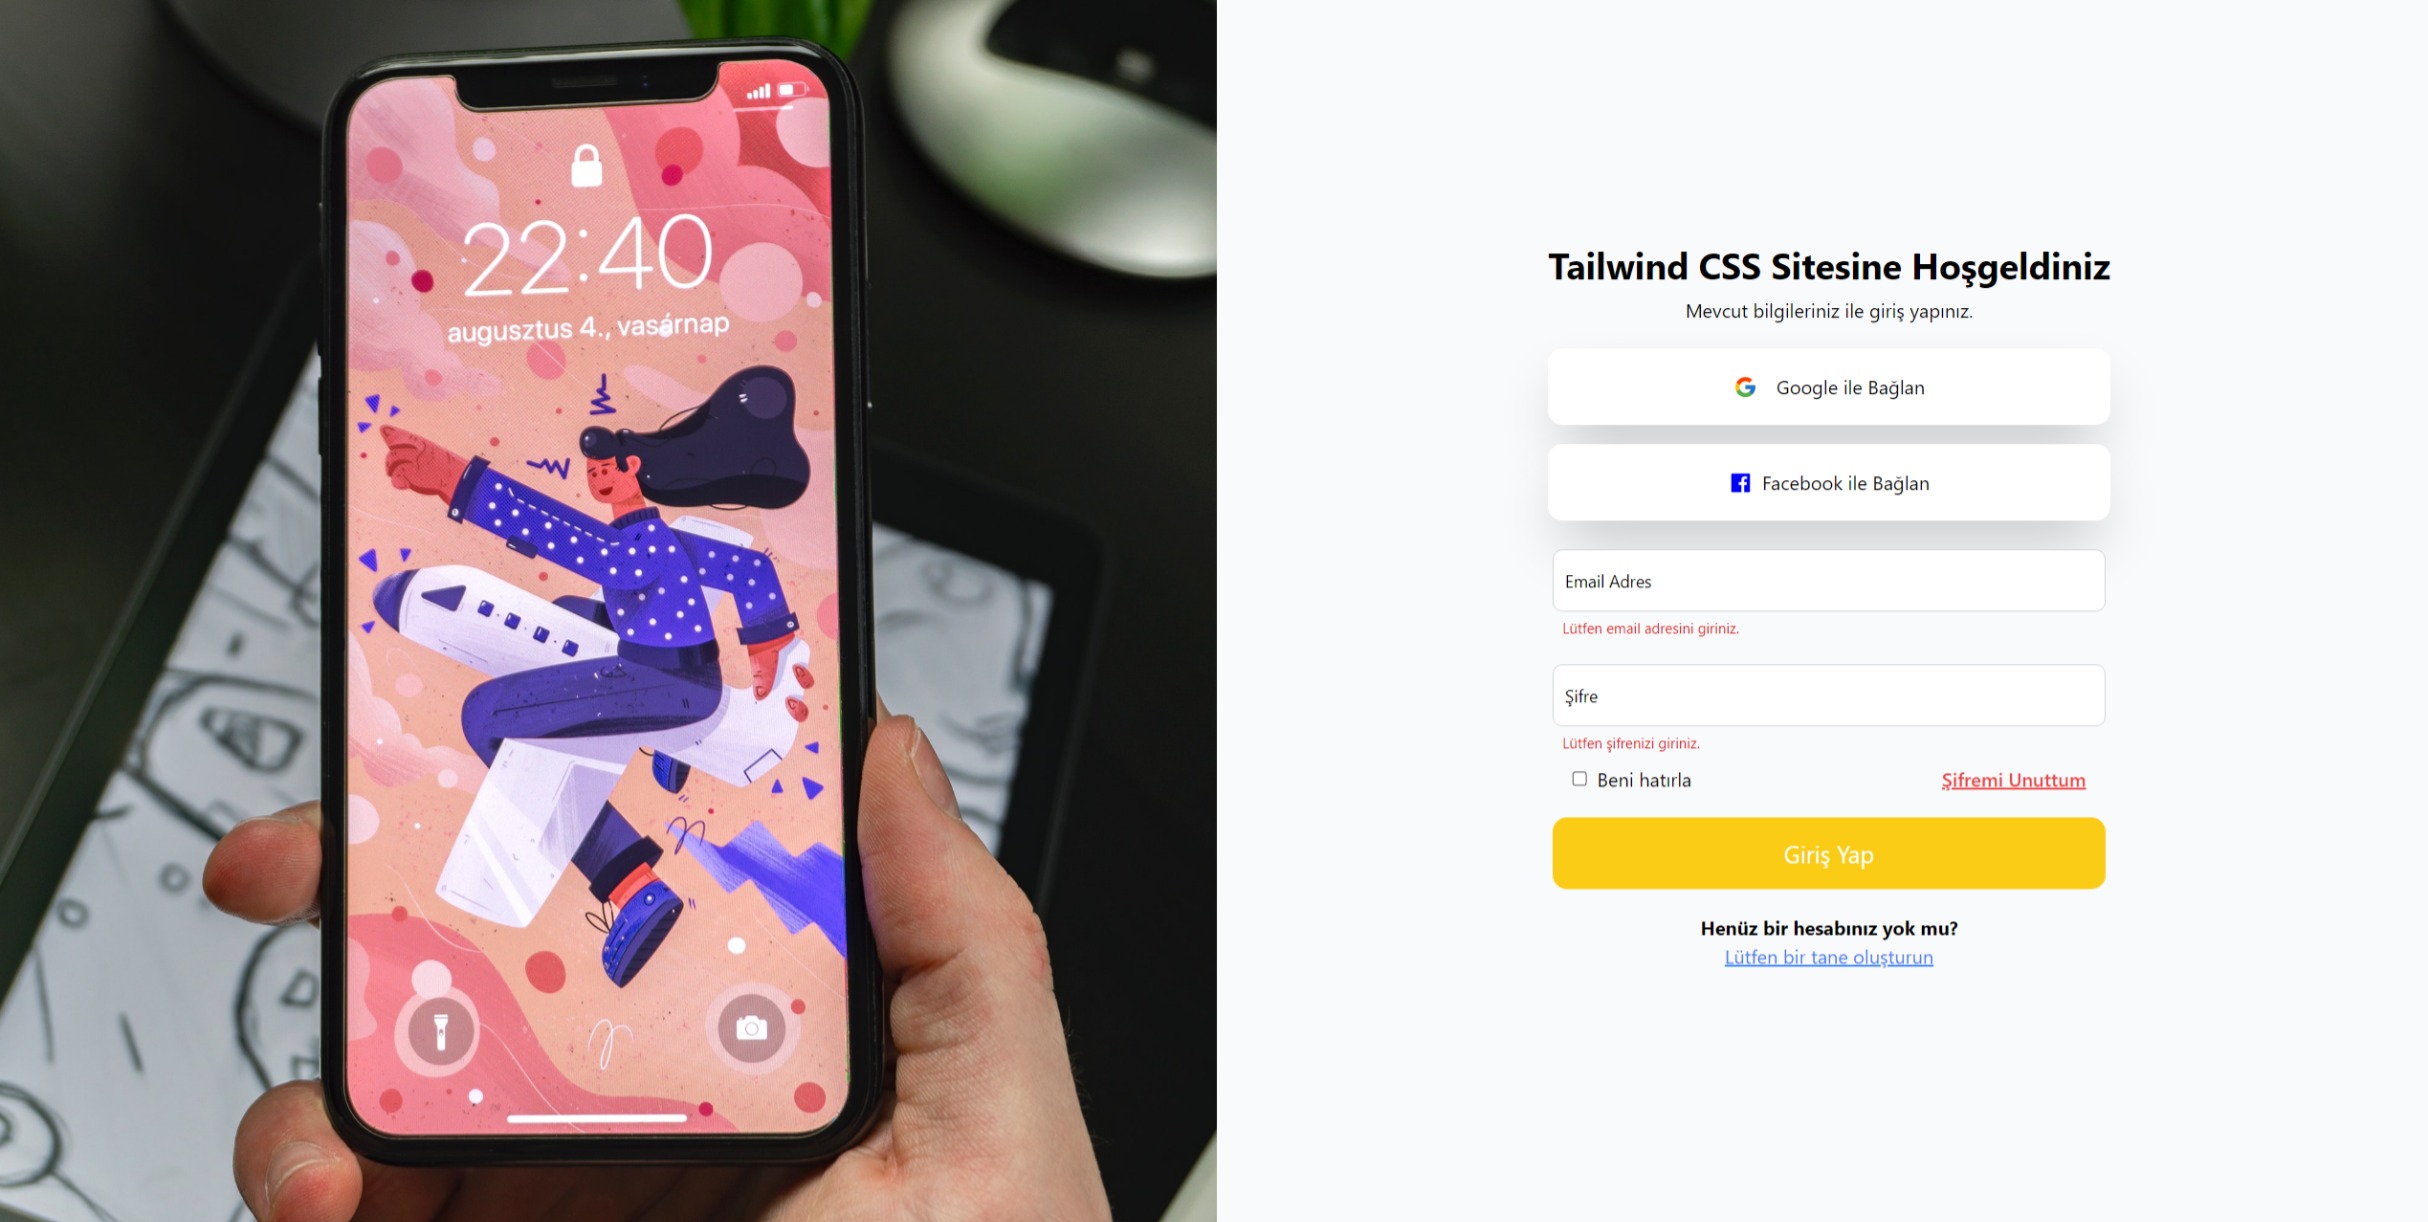 22:40
augusztus 4., vasárnap
Tailwind CSS Sitesine Hoşgeldiniz
Mevcut bilgileriniz ile giriş yapınız.
Google ile Bağlan
Facebook ile Bağlan
Email Adres
Lütfen email adresini giriniz.
Şifre
Lütfen şifrenizi giriniz.
Beni hatırla
Şifremi Unuttum
Giriş Yap
Henüz bir hesabınız yok mu?
Lütfen bir tane oluşturun